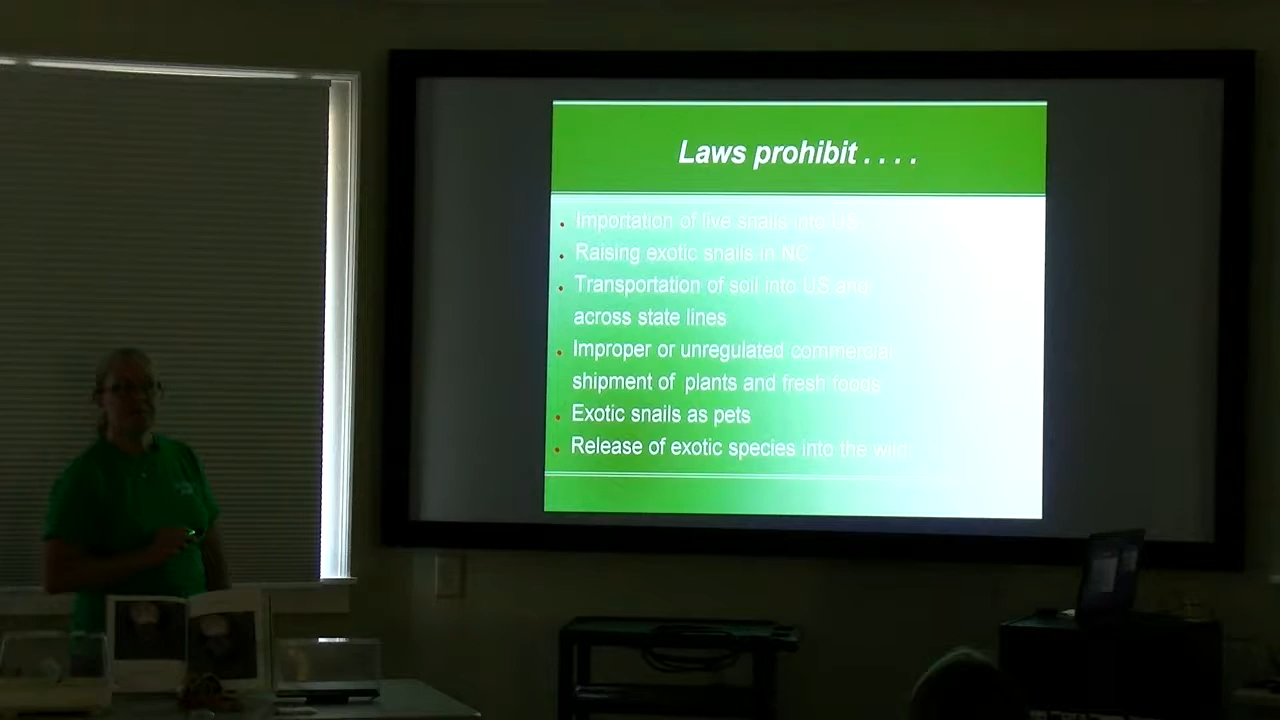 Laws prohibit . . . .
• Importation of live snails into US
• Raising exotic snails in NC
• Transportation of soil into US and
across state lines
• Improper or unregulated commercial
shipment of plants and fresh foods
• Exotic snails as pets
• Release of exotic species into the wild